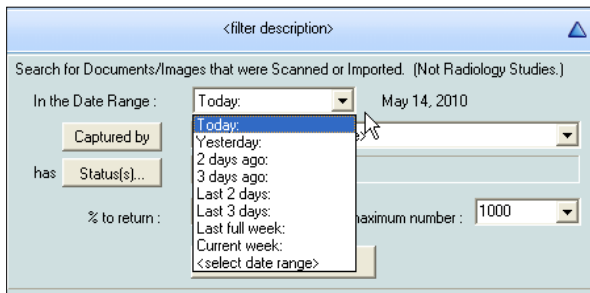 <filter description>
Search for Documents/Images that were Scanned or Imported. (Not Radiology Studies.)
In the Date Range : Today: May 14, 2010
Today:
Captured by
Yesterday:
2 days ago:
has Status(s)...
3 days ago:
Last 2 days:
Last 3 days:
% to return : maximum number : 1000
Last full week:
Current week:
<select date range>